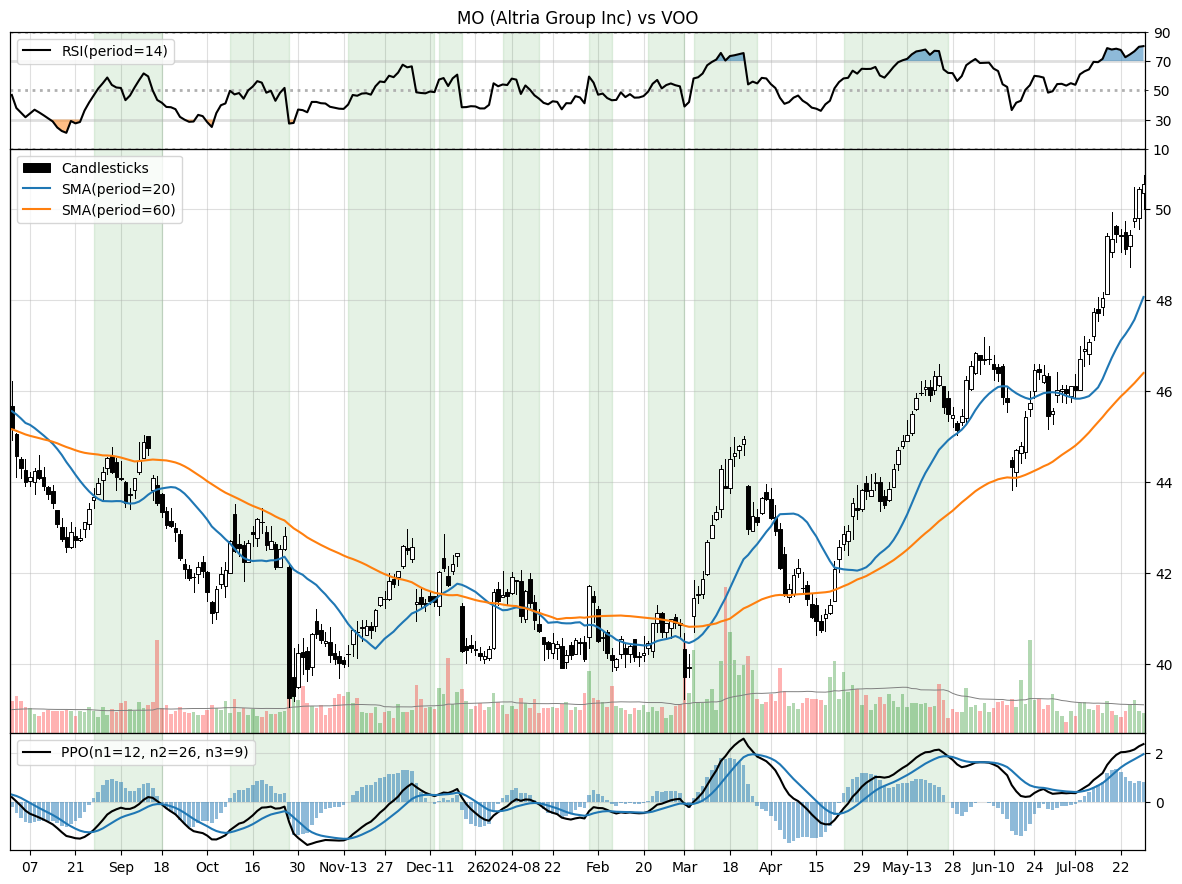 MO (Altria Group Inc) vs VOO
RSI(period=14)
90
70
50
30
10
Candlesticks
SMA(period=20)
SMA(period=60)
50
48
46
44
42
40
PPO(n1=12, n2=26, n3=9)
2
0
07 21 Sep 18 Oct 16 30 Nov-13 27 Dec-11 26 2024-08 22 Feb 20 Mar 18 Apr 15 29 May-13 28 Jun-10 24 Jul-08 22